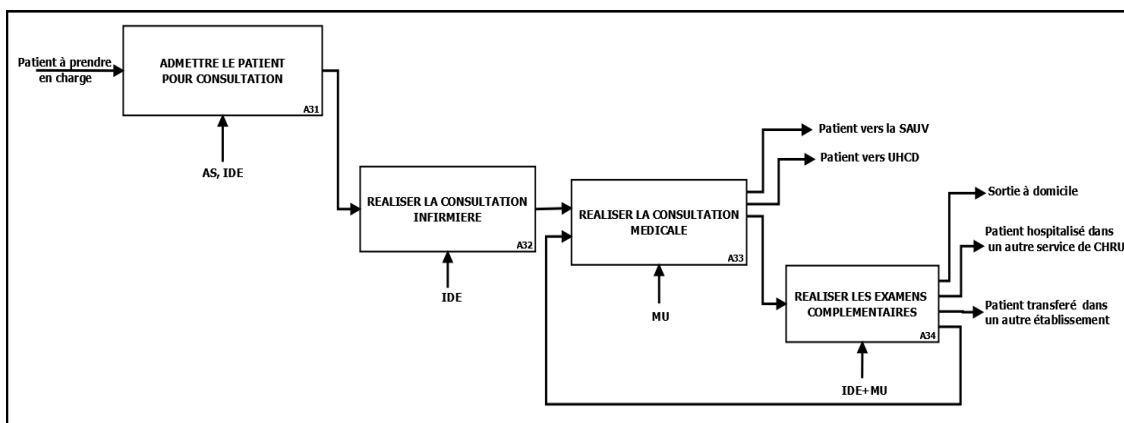 Patient à prendre
en charge
ADMETTRE LE PATIENT
POUR CONSULTATION
A31
AS, IDE
REALISER LA CONSULTATION
INFIRMIERE
A32
IDE
REALISER LA CONSULTATION
MEDICALE
A33
MU
Patient vers la SAUV
Patient vers UHCD
REALISER LES EXAMENS
COMPLEMENTAIRES
A34
IDE+MU
Sortie à domicile
Patient hospitalisé dans
un autre service de CHRU
Patient transferé dans
un autre établissement